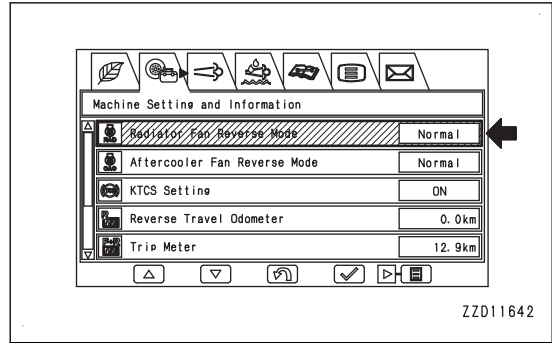 Machine Setting and Information
RAD Radiator Fan Reverse Mode Normal
Aftercooler Fan Reverse Mode Normal
KTCS Setting ON
Reverse Travel Odometer 0.0km
Trip Meter 12.9km
ZZD11642